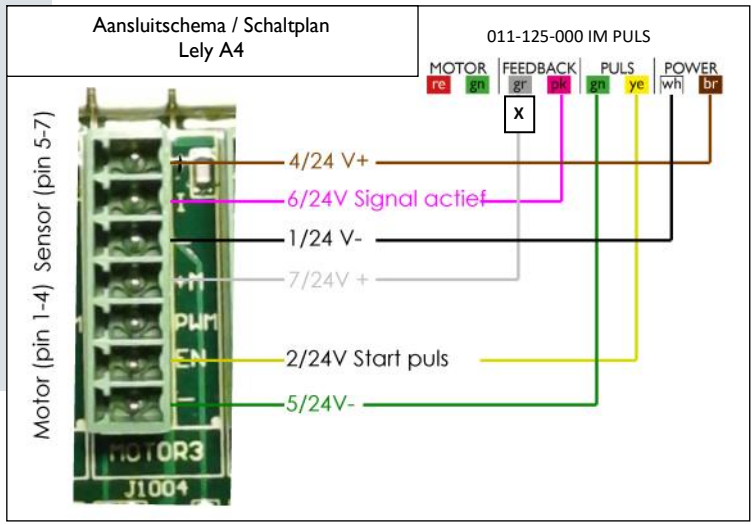 Aansluitschema / Schaltplan
Lely A4
011-125-000 IM PULS
MOTOR FEEDBACK PULS POWER
re gn gr pk gn ye wh br
X
Motor (pin 1-4) Sensor (pin 5-7)
4/24 V+
6/24V Signal actief
1/24 V-
7/24V +
2/24V Start puls
5/24V-
+
I
-
+M
PWM
EN
-
MOTOR3
J1004